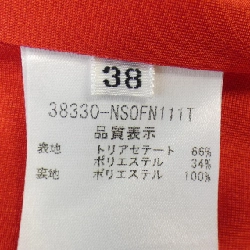 38
38330-NSOFN111T
品質表示
表地 トリアセテート 66%
ポリエステル 34%
裏地 ポリエステル 100%